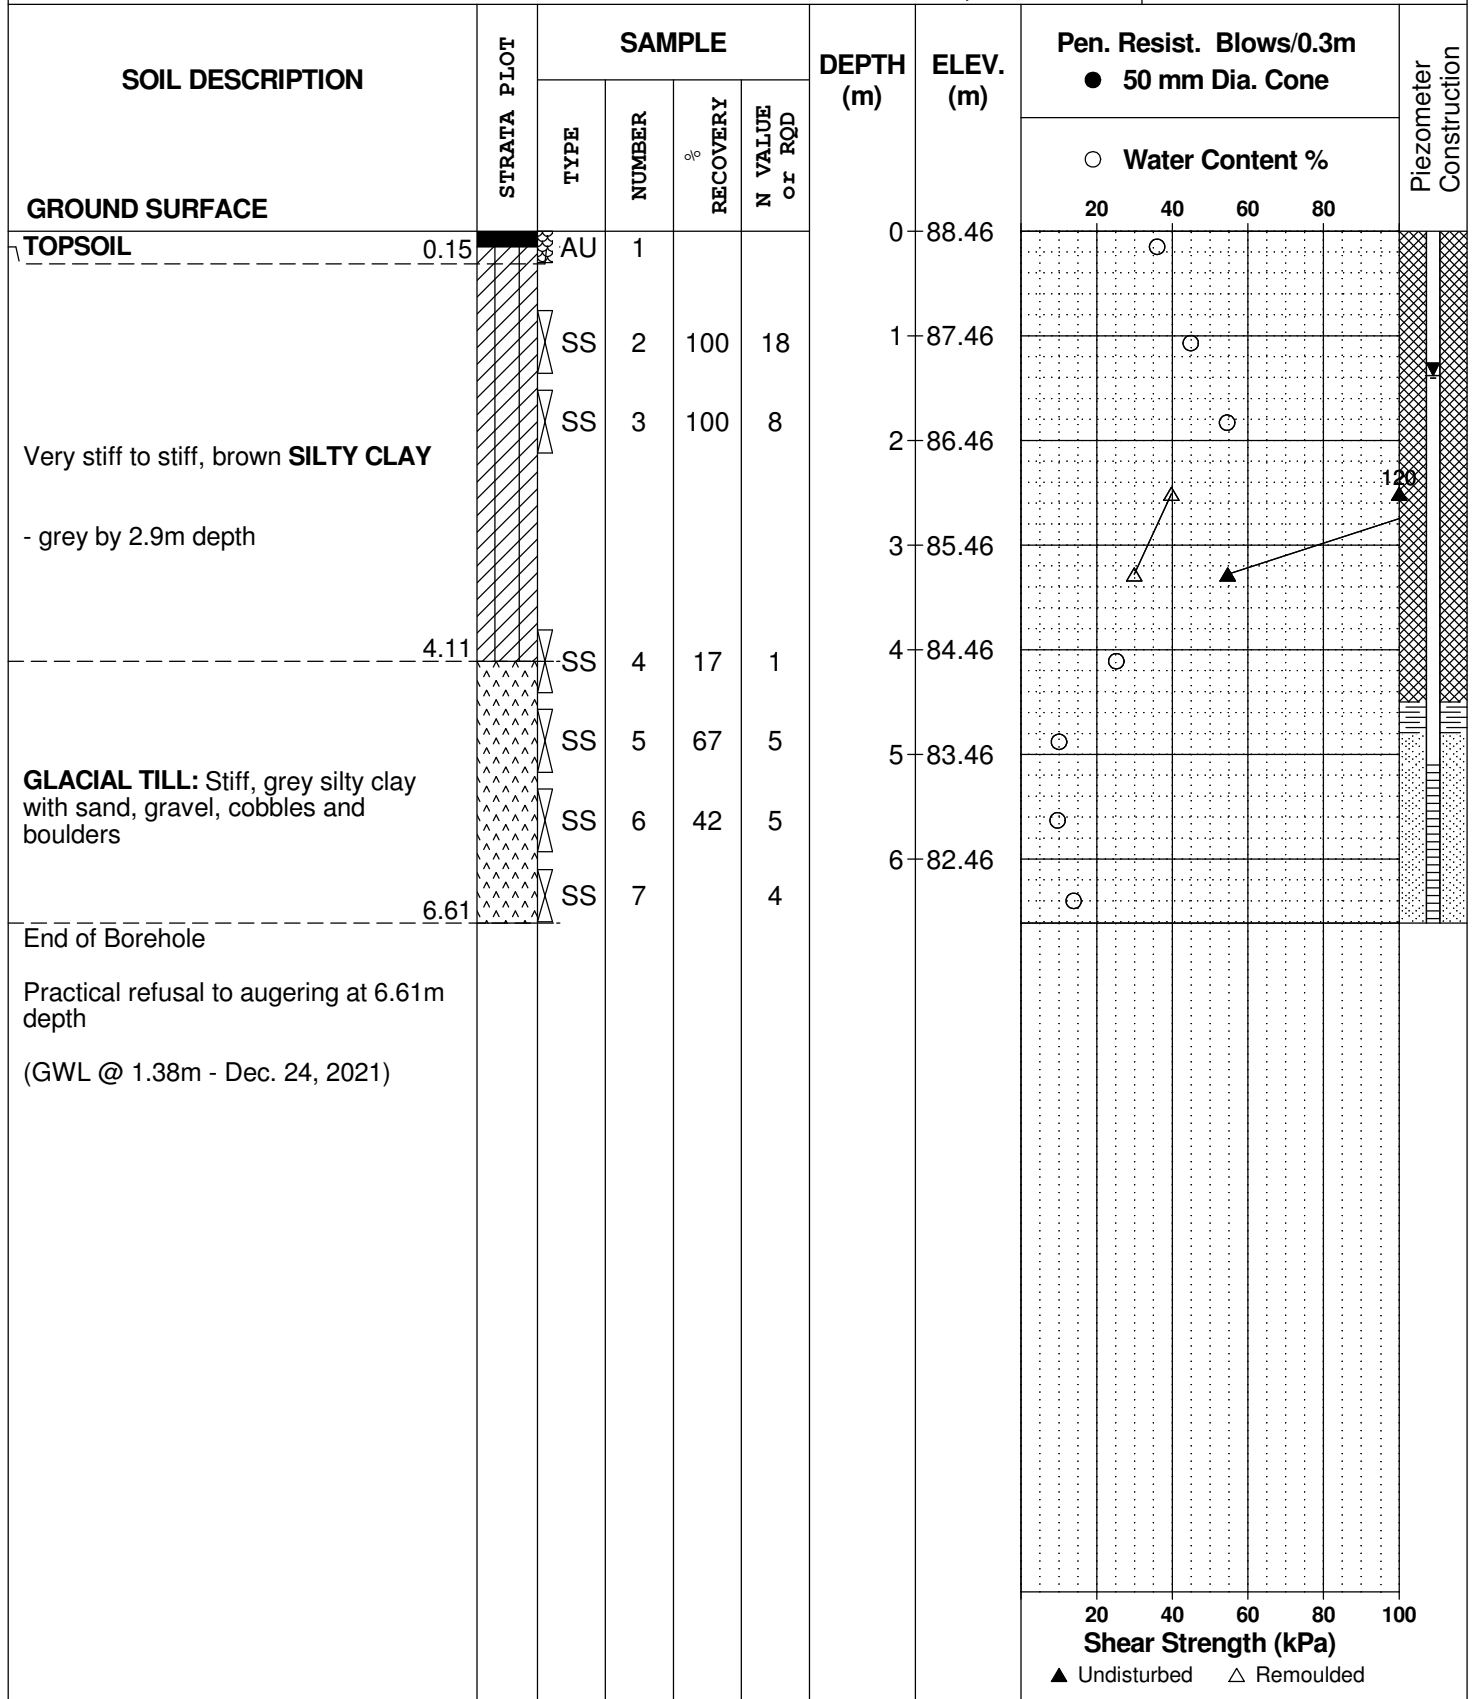 SOIL DESCRIPTION
GROUND SURFACE
STRATA PLOT
SAMPLE
TYPE
NUMBER
%
RECOVERY
N VALUE
or RQD
DEPTH
(m)
ELEV.
(m)
Pen. Resist. Blows/0.3m
● 50 mm Dia. Cone
○ Water Content %
20 40 60 80
Piezometer
Construction
TOPSOIL 0.15
AU 1
0 88.46
SS 2 100 18
1 87.46
SS 3 100 8
2 86.46
Very stiff to stiff, brown SILTY CLAY
120
- grey by 2.9m depth
3 85.46
4.11
SS 4 17 1
4 84.46
SS 5 67 5
5 83.46
GLACIAL TILL: Stiff, grey silty clay
with sand, gravel, cobbles and
boulders
SS 6 42 5
6 82.46
SS 7 4
6.61
End of Borehole
Practical refusal to augering at 6.61m
depth
(GWL @ 1.38m - Dec. 24, 2021)
20 40 60 80 100
Shear Strength (kPa)
▲ Undisturbed △ Remoulded